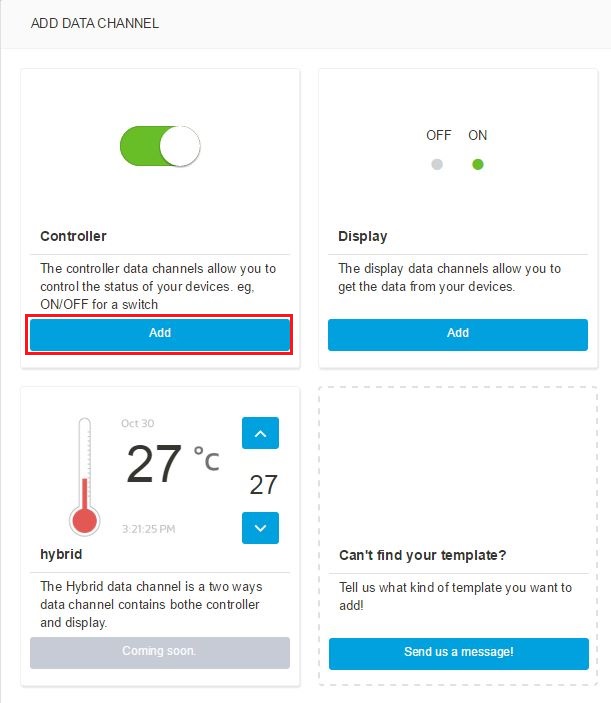 ADD DATA CHANNEL
OFF ON
Controller
The controller data channels allow you to
control the status of your devices. eg,
ON/OFF for a switch
Add
Display
The display data channels allow you to
get the data from your devices.
Add
Oct 30
27 °C
27
3:21:25 PM
hybrid
The Hybrid data channel is a two ways
data channel contains bothe controller
and display.
Coming soon.
Can't find your template?
Tell us what kind of template you want to
add!
Send us a message!